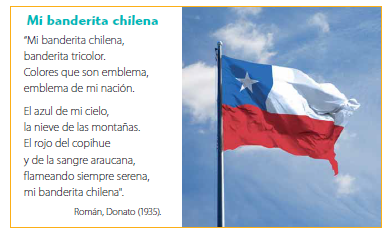 Mi banderita chilena
“Mi banderita chilena,
banderita tricolor.
Colores que son emblema,
emblema de mi nación.
El azul de mi cielo,
la nieve de las montañas.
El rojo del copihue
y de la sangre araucana,
flameando siempre serena,
mi banderita chilena”.
Román, Donato (1935).